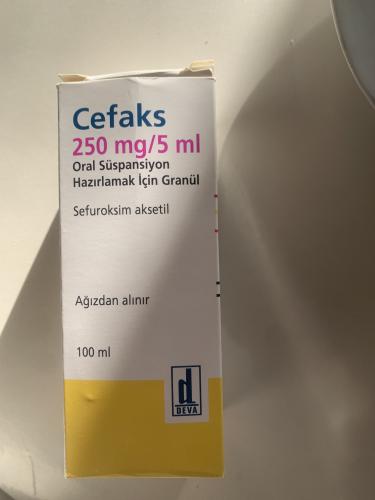 Cefaks
250 mg/5 ml
Oral Süspansiyon
Hazırlamak İçin Granül
Sefuroksim aksetil
Ağızdan alınır
100 ml
d
DEVA